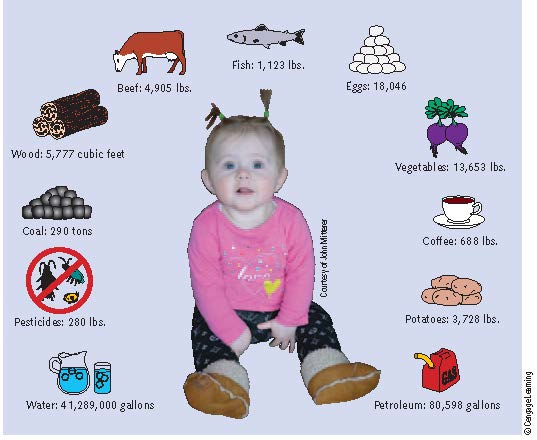 Beef: 4,905 lbs.
Fish: 1,123 lbs.
Eggs: 18,046
Wood: 5,777 cubic feet
Vegetables: 13,653 lbs.
Coal: 290 tons
Coffee: 688 lbs.
Pesticides: 280 lbs.
Potatoes: 3,728 lbs.
GAS
Water: 41,289,000 gallons
Petroleum: 80,598 gallons
Courtesy of John Mitterer
© Cengage Learning